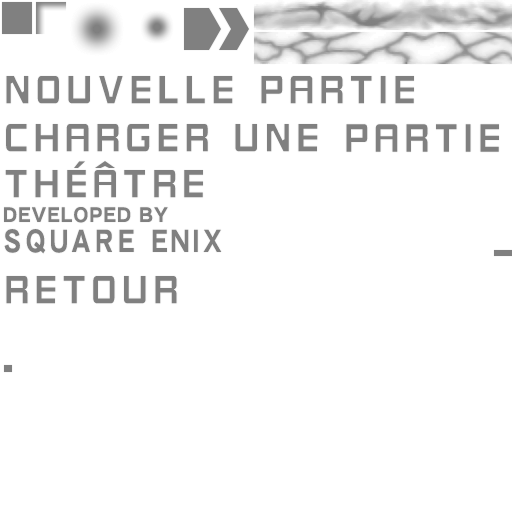 NOUVELLE PARTIE
CHARGER UNE PARTIE
THÉÂTRE
DEVELOPED BY
SQUARE ENIX
RETOUR